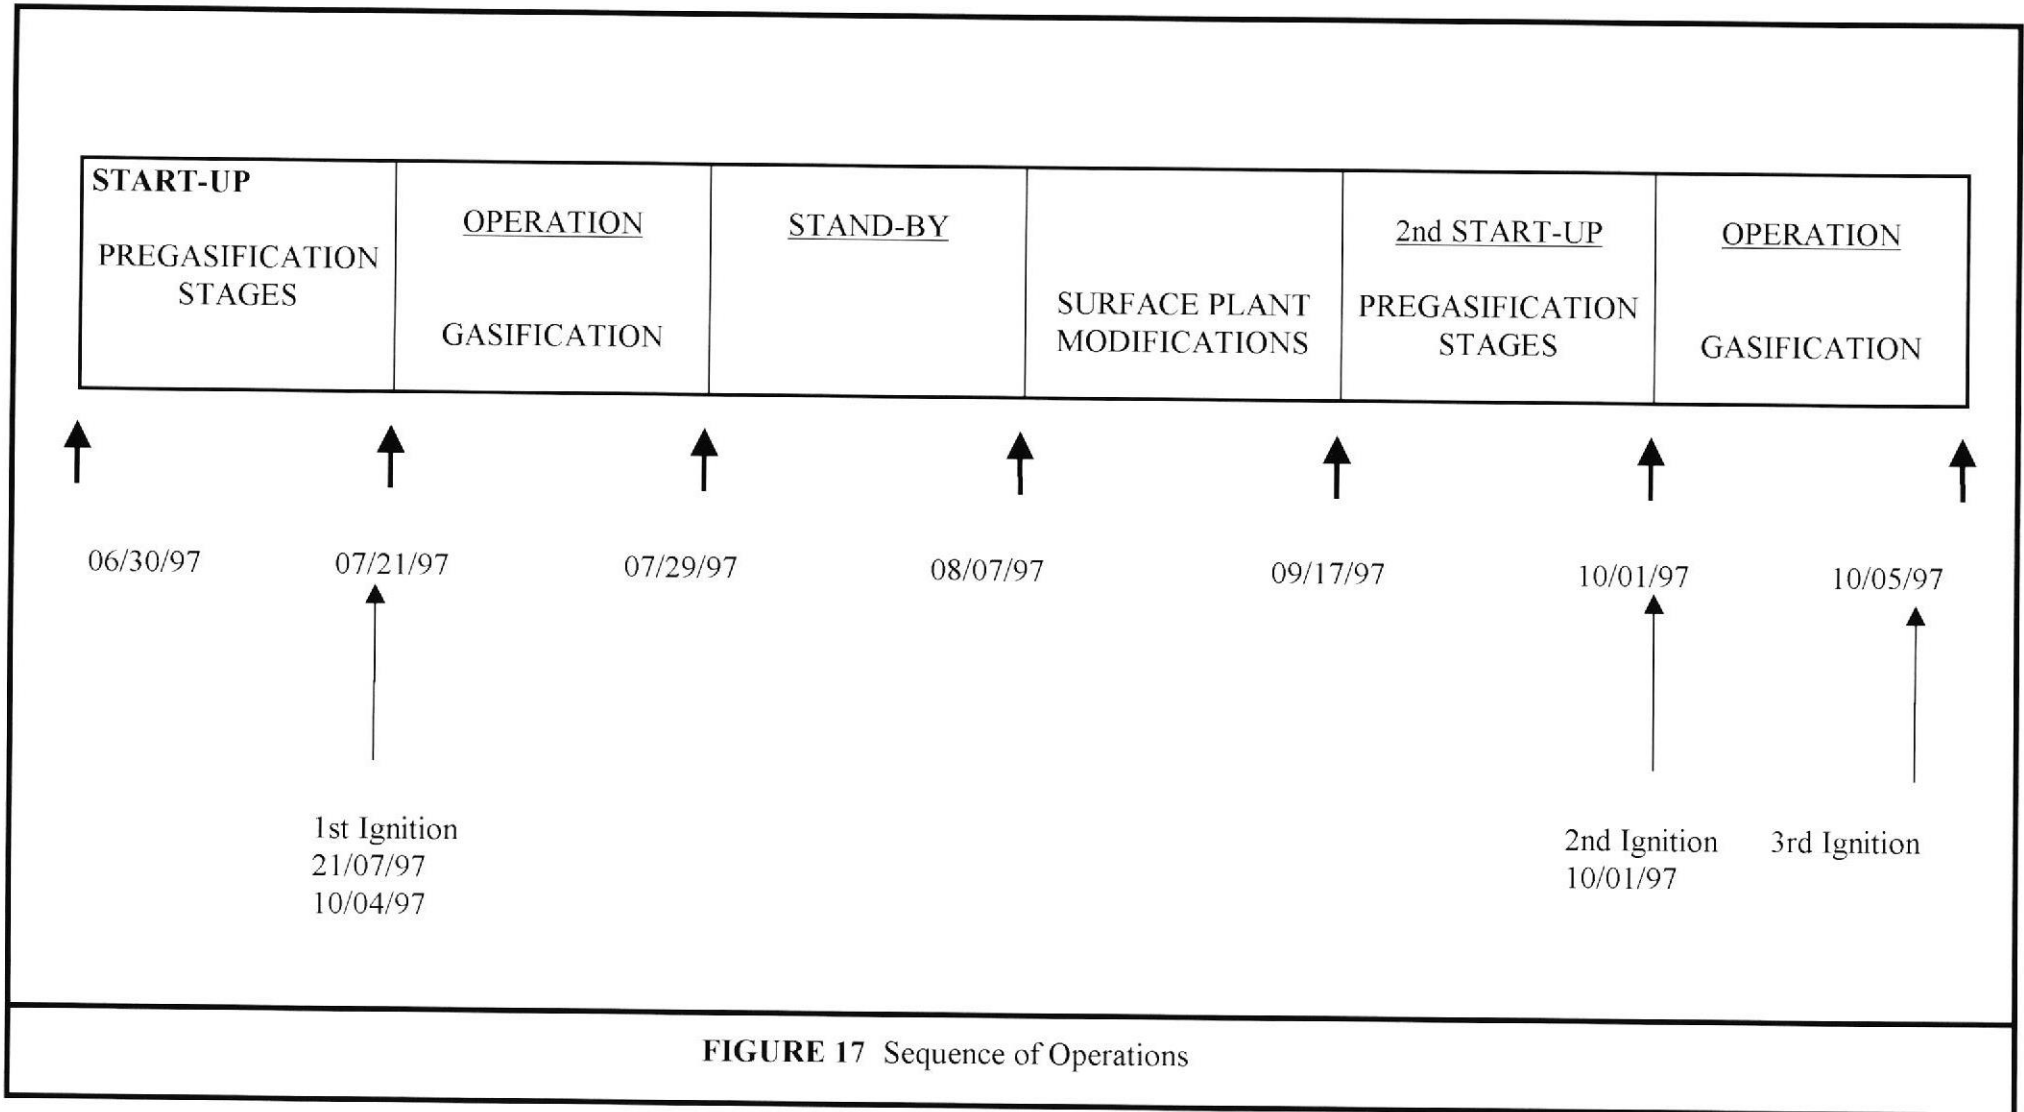 START-UP
PREGASIFICATION
STAGES
OPERATION
GASIFICATION
STAND-BY
SURFACE PLANT
MODIFICATIONS
2nd START-UP
PREGASIFICATION
STAGES
OPERATION
GASIFICATION
06/30/97
07/21/97
07/29/97
08/07/97
09/17/97
10/01/97
10/05/97
1st Ignition
21/07/97
10/04/97
2nd Ignition
10/01/97
3rd Ignition
FIGURE 17 Sequence of Operations